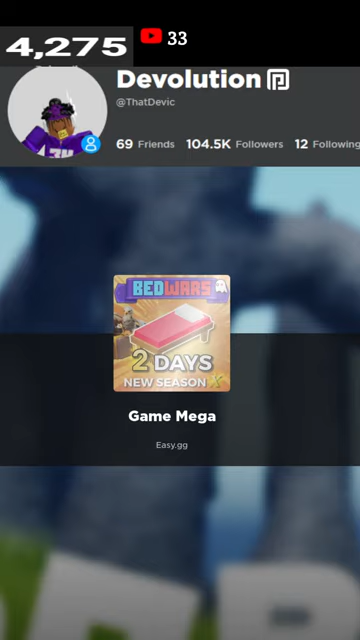 4,275
33
Devolution
@ThatDevic
69 Friends 104.5K Followers 12 Following
BEDWARS
2 DAYS
NEW SEASON X
Game Mega
Easy.gg